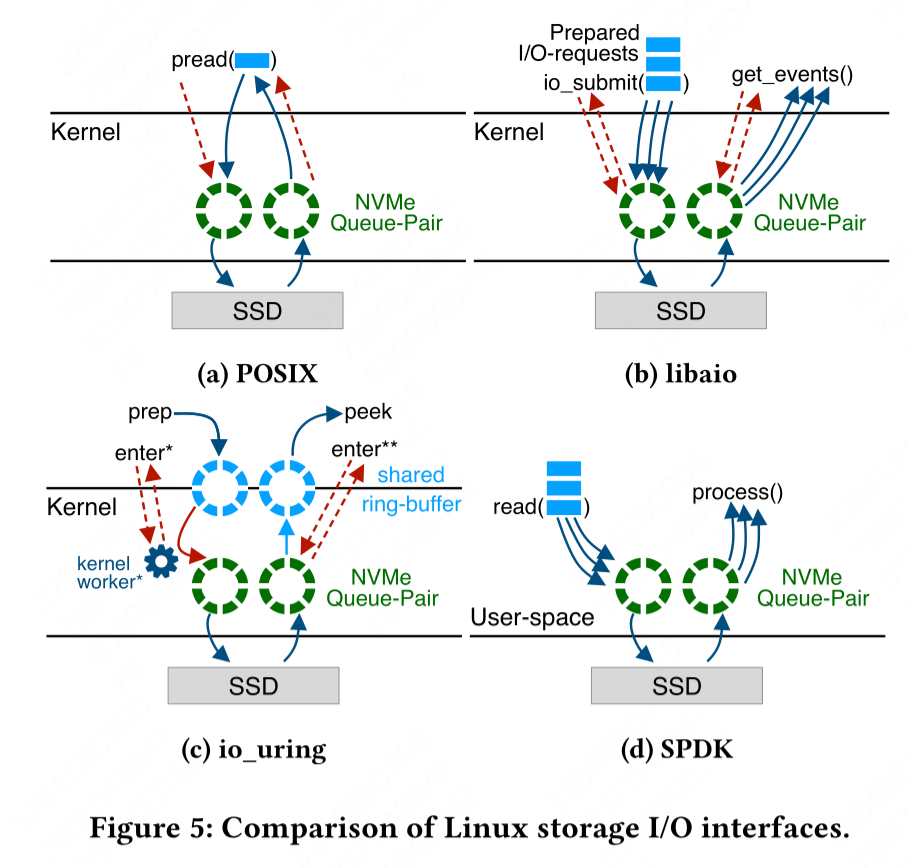 pread( )
Kernel
NVMe
Queue-Pair
SSD
(a) POSIX
Prepared
I/O-requests
io_submit( )
get_events()
Kernel
NVMe
Queue-Pair
SSD
(b) libaio
prep
peek
enter*
enter**
shared
ring-buffer
Kernel
kernel
worker*
NVMe
Queue-Pair
SSD
(c) io_uring
read( )
process()
NVMe
Queue-Pair
User-space
SSD
(d) SPDK
Figure 5: Comparison of Linux storage I/O interfaces.